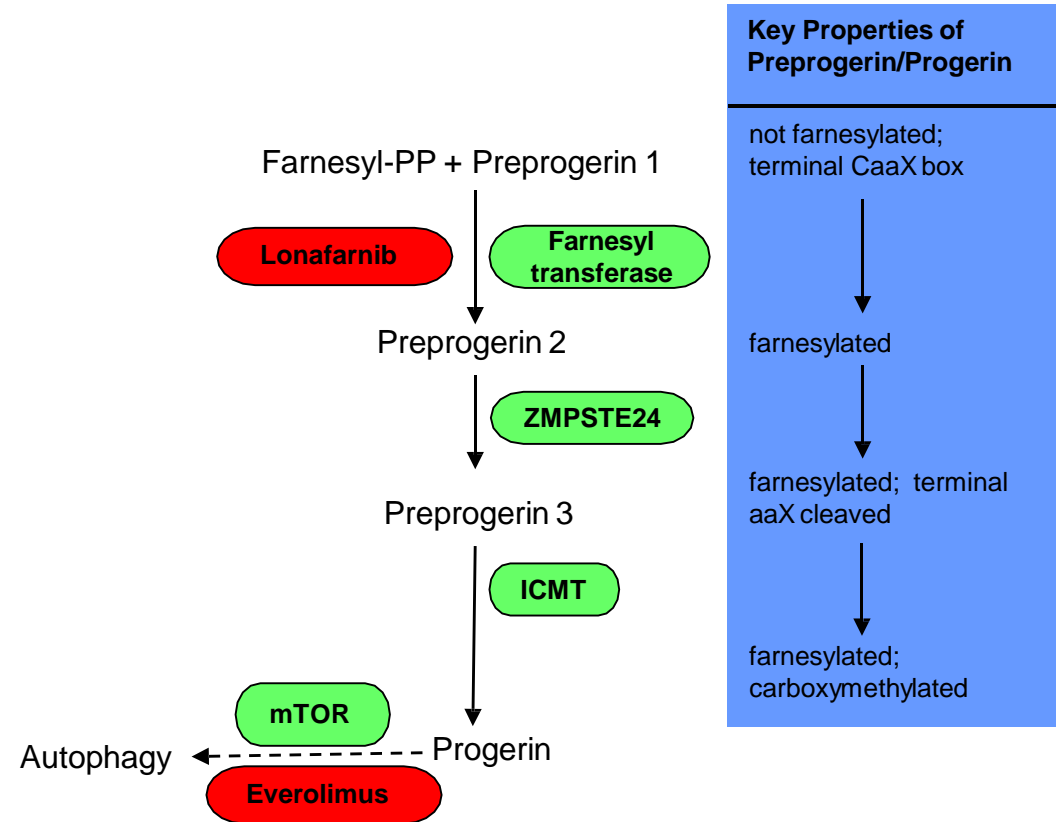 Key Properties of
Preprogerin/Progerin
not farnesylated;
terminal CaaX box
Farnesyl-PP + Preprogerin 1
Lonafarnib
Farnesyl
transferase
Preprogerin 2
farnesylated
ZMPSTE24
Preprogerin 3
farnesylated; terminal
aaX cleaved
ICMT
farnesylated;
carboxymethylated
mTOR
Autophagy
Progerin
Everolimus